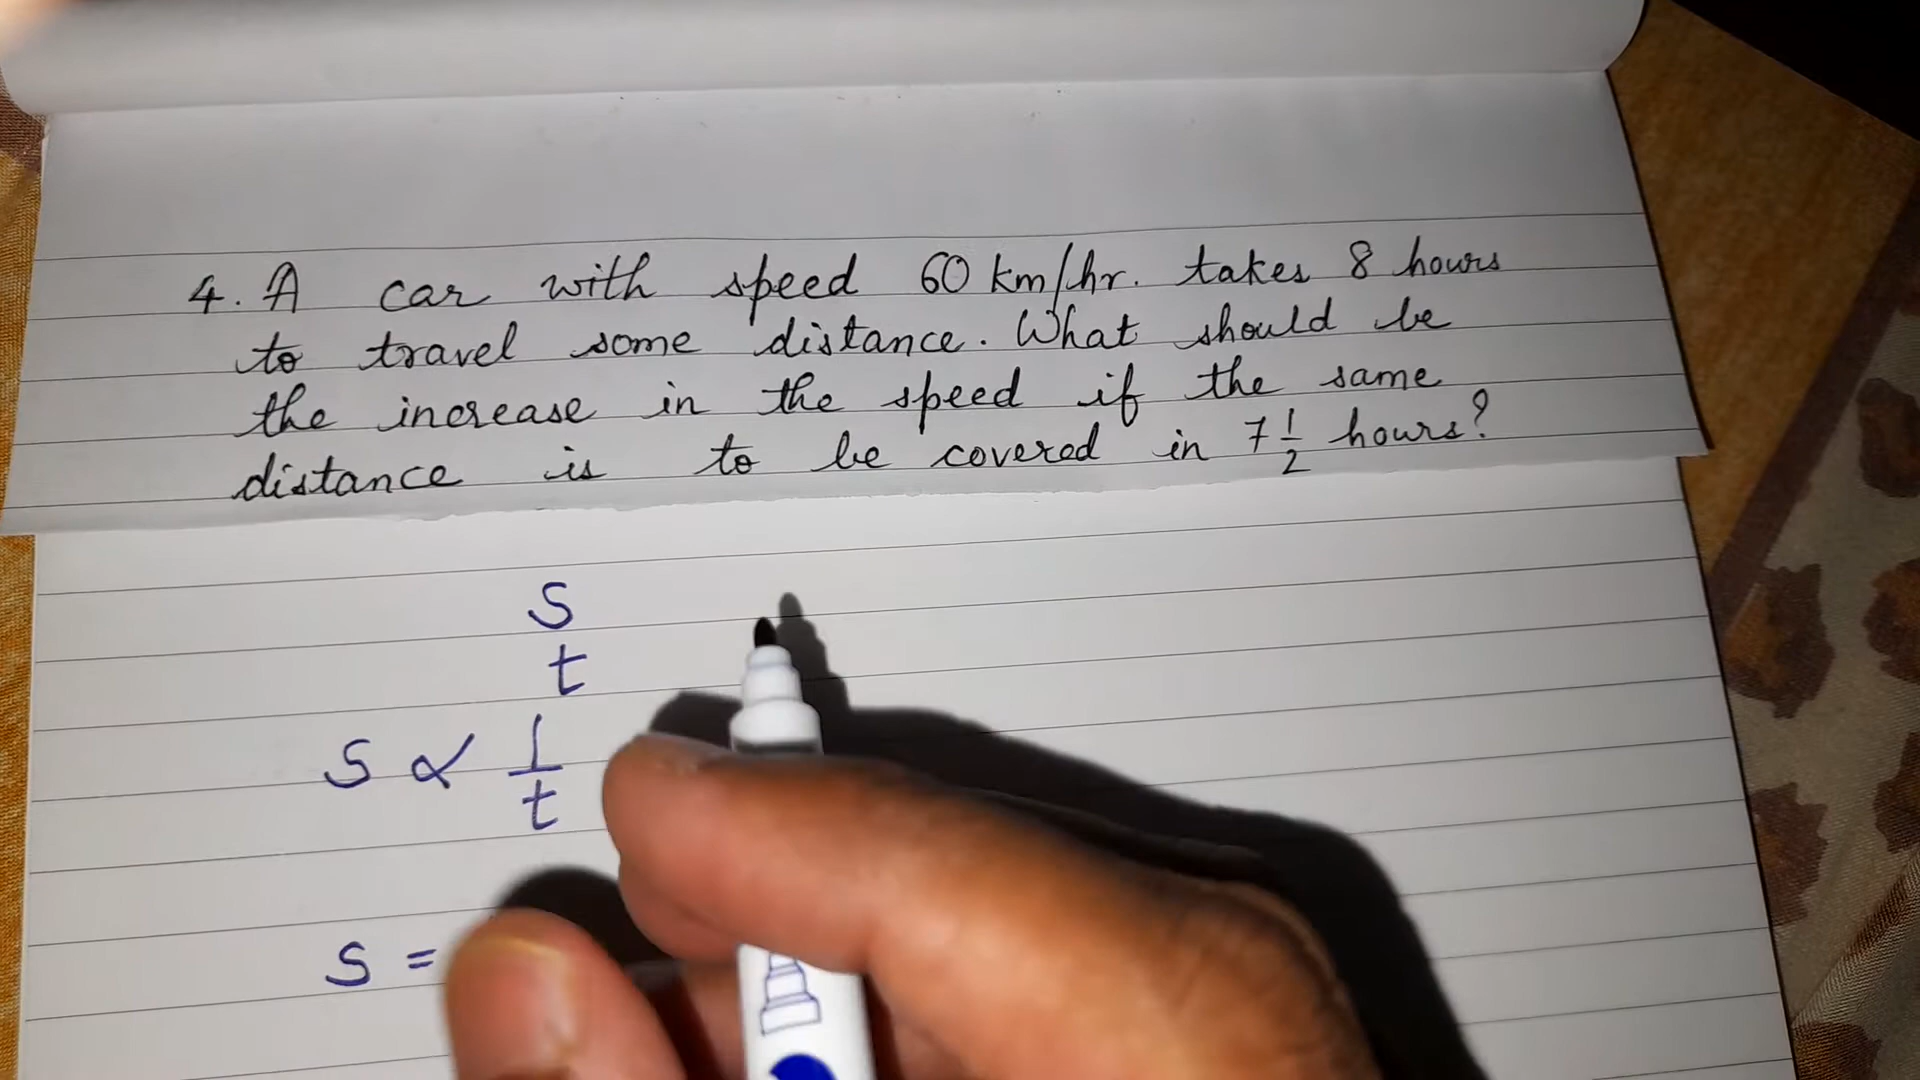 4. A car with speed 60 km/hr. takes 8 hours
to travel some distance. What should be
the increase in the speed if the same
distance is to be covered in 7 1/2 hours?
s
t
s ∝ 1/t
s =